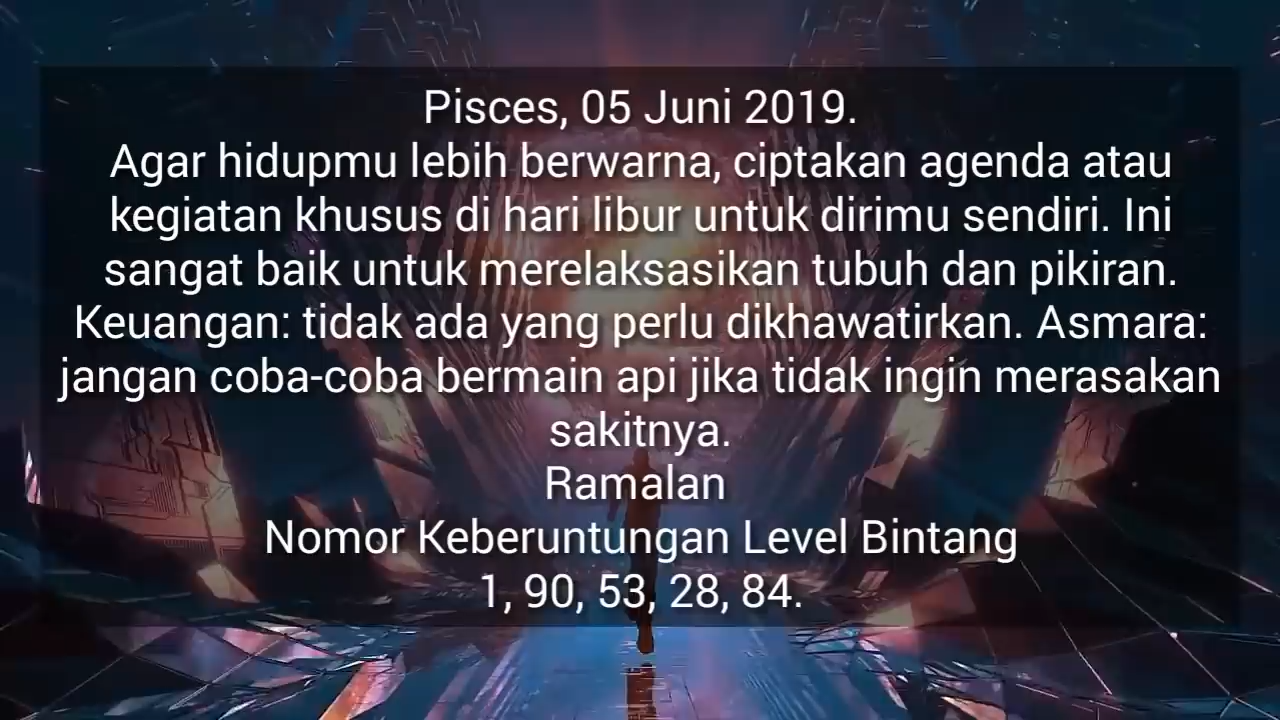 Pisces, 05 Juni 2019.
Agar hidupmu lebih berwarna, ciptakan agenda atau
kegiatan khusus di hari libur untuk dirimu sendiri. Ini
sangat baik untuk merelaksasikan tubuh dan pikiran.
Keuangan: tidak ada yang perlu dikhawatirkan. Asmara:
jangan coba-coba bermain api jika tidak ingin merasakan
sakitnya.
Ramalan
Nomor Keberuntungan Level Bintang
1, 90, 53, 28, 84.